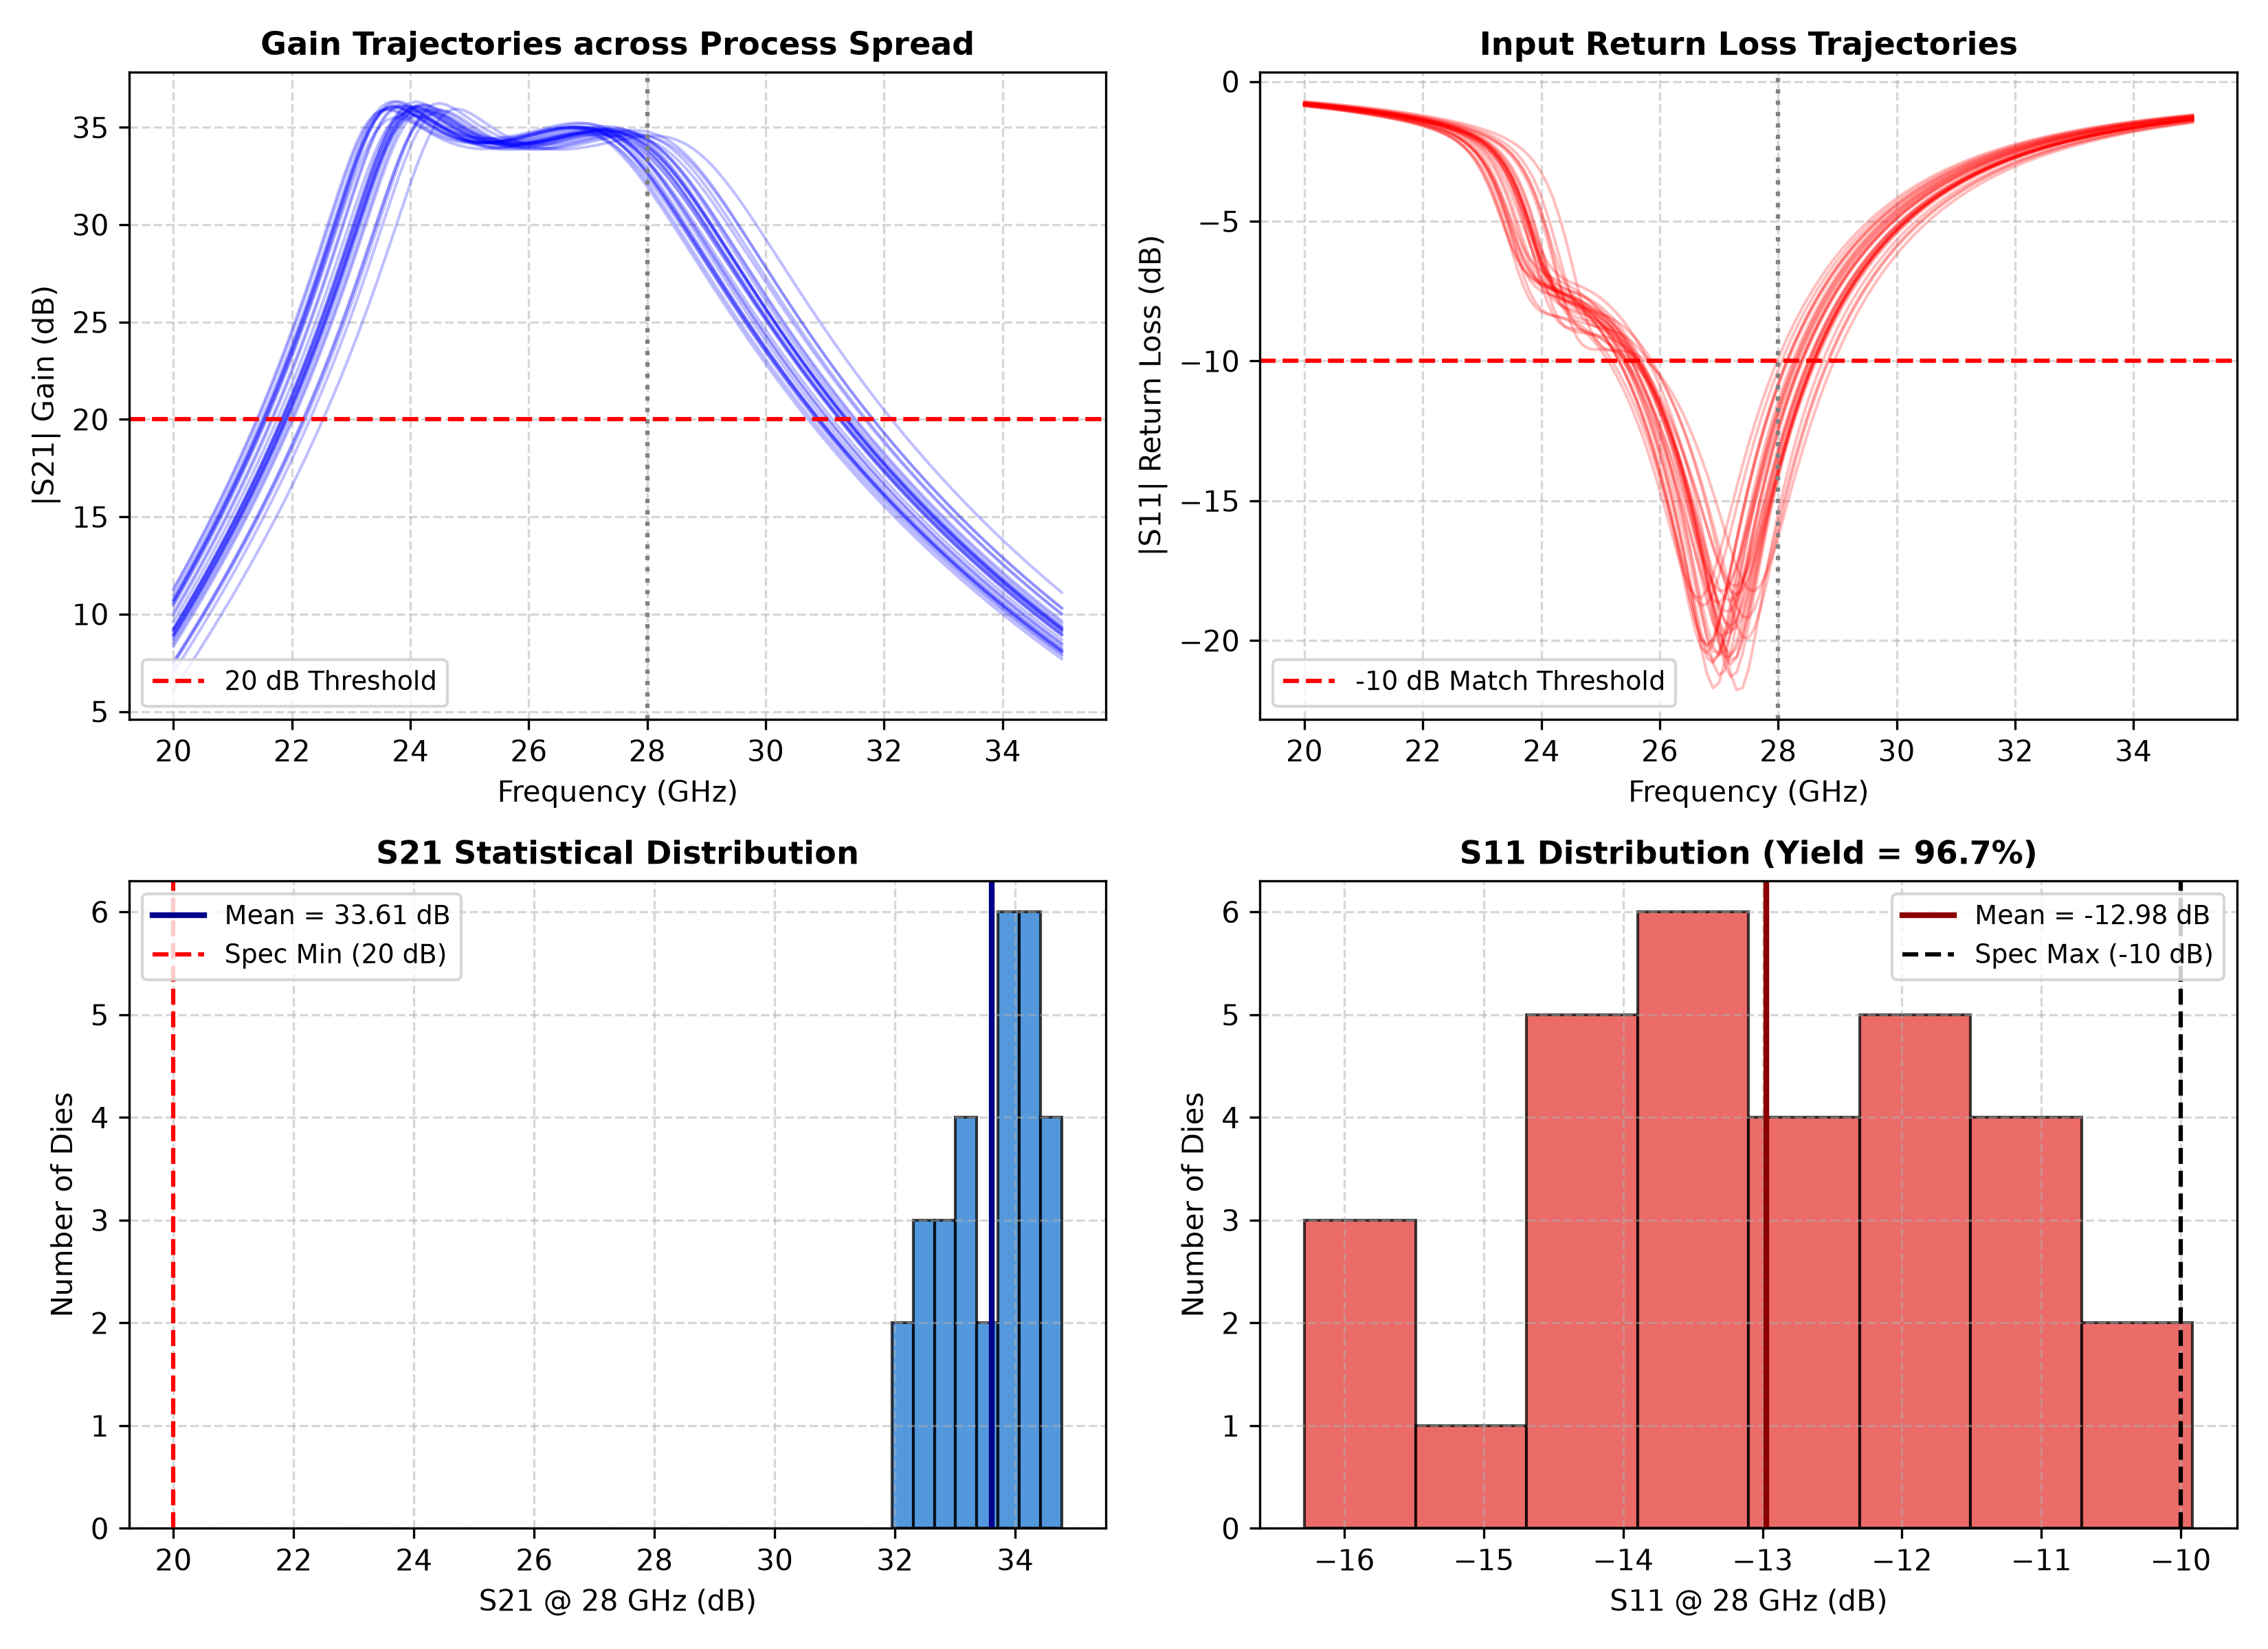 Gain Trajectories across Process Spread
|S21| Gain (dB)
35
30
25
20
15
10
5
20 dB Threshold
20 22 24 26 28 30 32 34
Frequency (GHz)
Input Return Loss Trajectories
|S11| Return Loss (dB)
0
−5
−10
−15
−20
-10 dB Match Threshold
20 22 24 26 28 30 32 34
Frequency (GHz)
S21 Statistical Distribution
Number of Dies
6
5
4
3
2
1
0
Mean = 33.61 dB
Spec Min (20 dB)
20 22 24 26 28 30 32 34
S21 @ 28 GHz (dB)
S11 Distribution (Yield = 96.7%)
Number of Dies
6
5
4
3
2
1
0
Mean = -12.98 dB
Spec Max (-10 dB)
−16 −15 −14 −13 −12 −11 −10
S11 @ 28 GHz (dB)